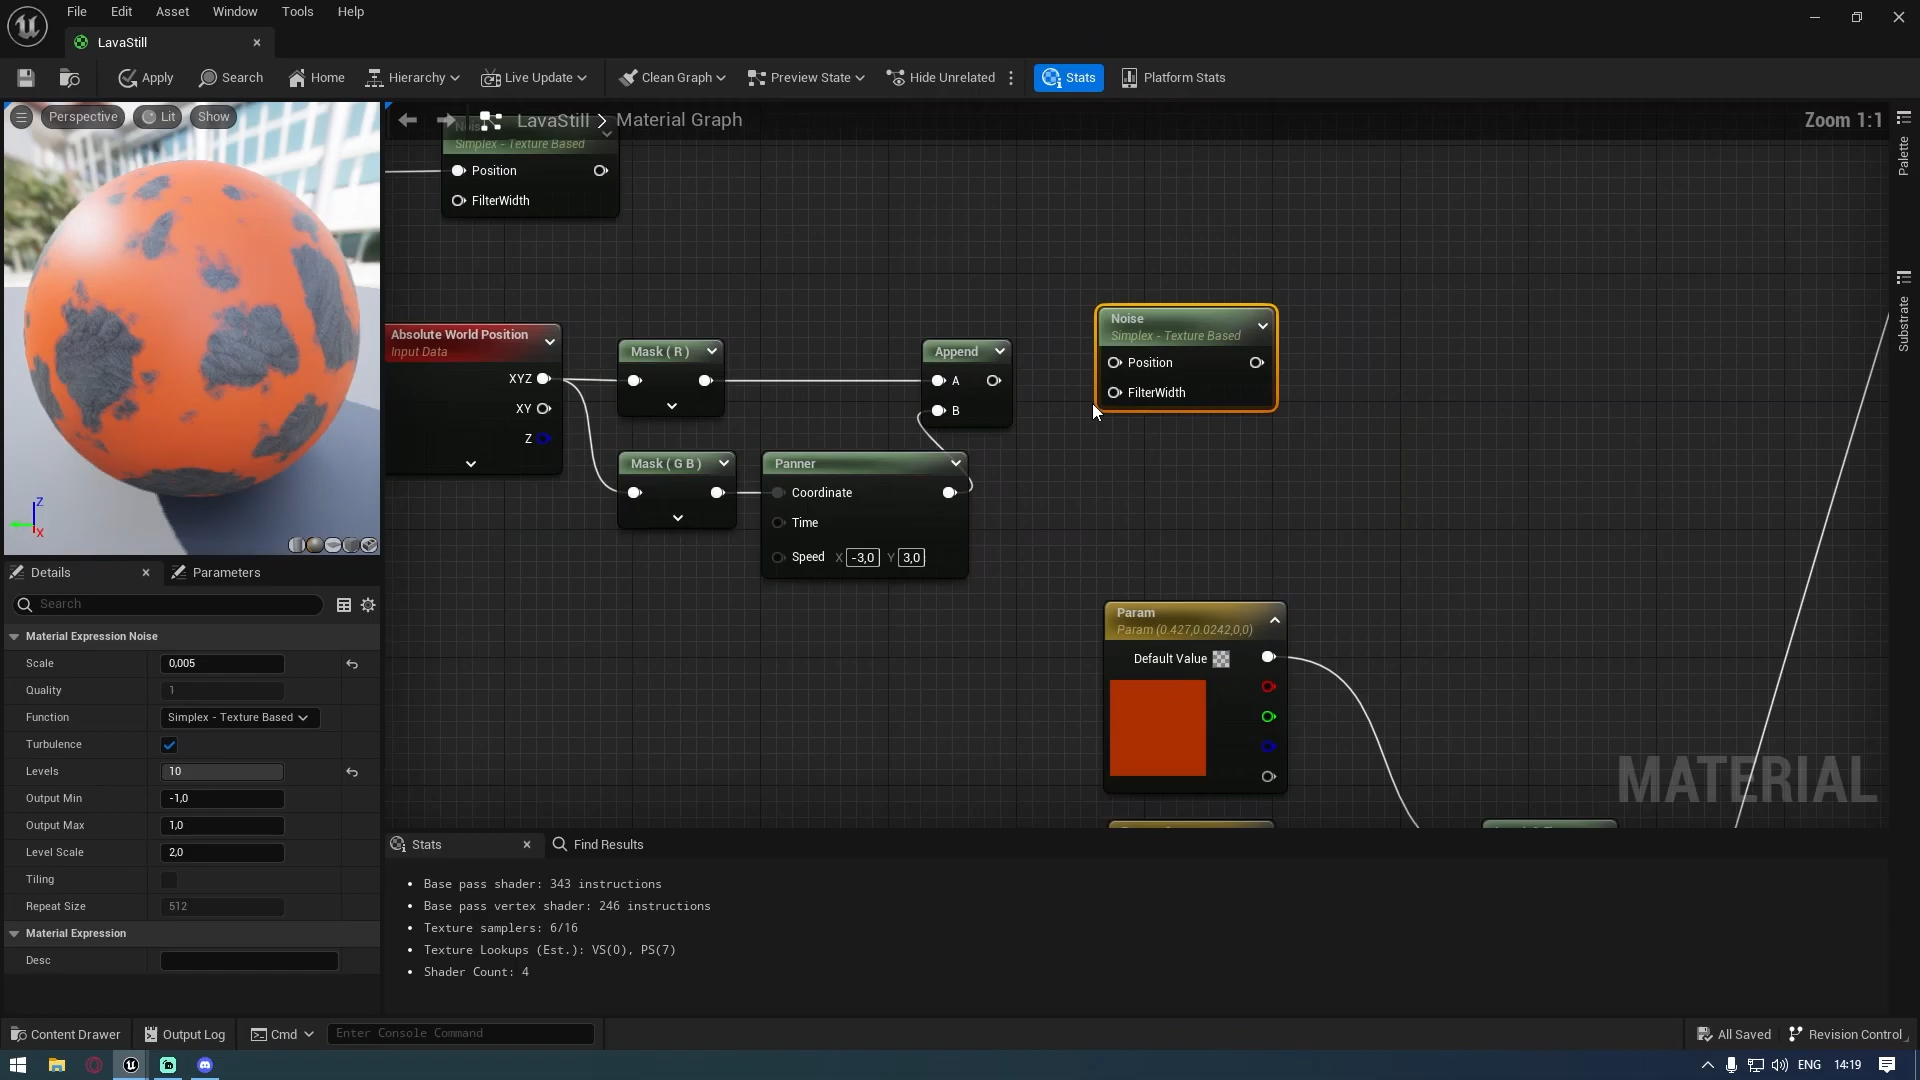 File Edit Asset Window Tools Help
LavaStill
Apply Search Home Hierarchy Live Update Clean Graph Preview State Hide Unrelated Stats Platform Stats
Perspective Lit Show
LavaStill > Material Graph
Zoom 1:1
Palette
Substrate
Simplex - Texture Based
Position
FilterWidth
Absolute World Position
Input Data
XYZ
XY
Z
Mask ( R )
Mask ( G B )
Append
A
B
Panner
Coordinate
Time
Speed X -3,0 Y 3,0
Noise
Simplex - Texture Based
Position
FilterWidth
Param
Param (0.427,0.0242,0,0)
Default Value
MATERIAL
Z
X
Details Parameters
Search
Material Expression Noise
Scale 0,005
Quality 1
Function Simplex - Texture Based
Turbulence
Levels 10
Output Min -1,0
Output Max 1,0
Level Scale 2,0
Tiling
Repeat Size 512
Material Expression
Desc
Stats Find Results
• Base pass shader: 343 instructions
• Base pass vertex shader: 246 instructions
• Texture samplers: 6/16
• Texture Lookups (Est.): VS(0), PS(7)
• Shader Count: 4
Content Drawer Output Log Cmd Enter Console Command All Saved Revision Control
ENG 14:19